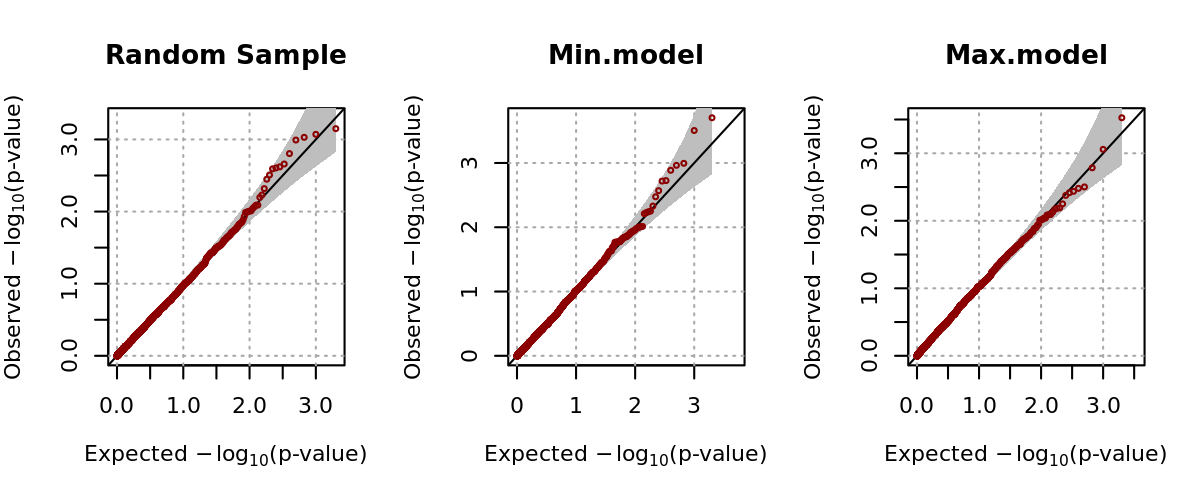 Random Sample
Min.model
Max.model
Observed −log10(p-value)
3.0
2.0
1.0
0.0
0.0 1.0 2.0 3.0
Expected −log10(p-value)
Observed −log10(p-value)
3
2
1
0
0 1 2 3
Expected −log10(p-value)
Observed −log10(p-value)
3.0
2.0
1.0
0.0
0.0 1.0 2.0 3.0
Expected −log10(p-value)